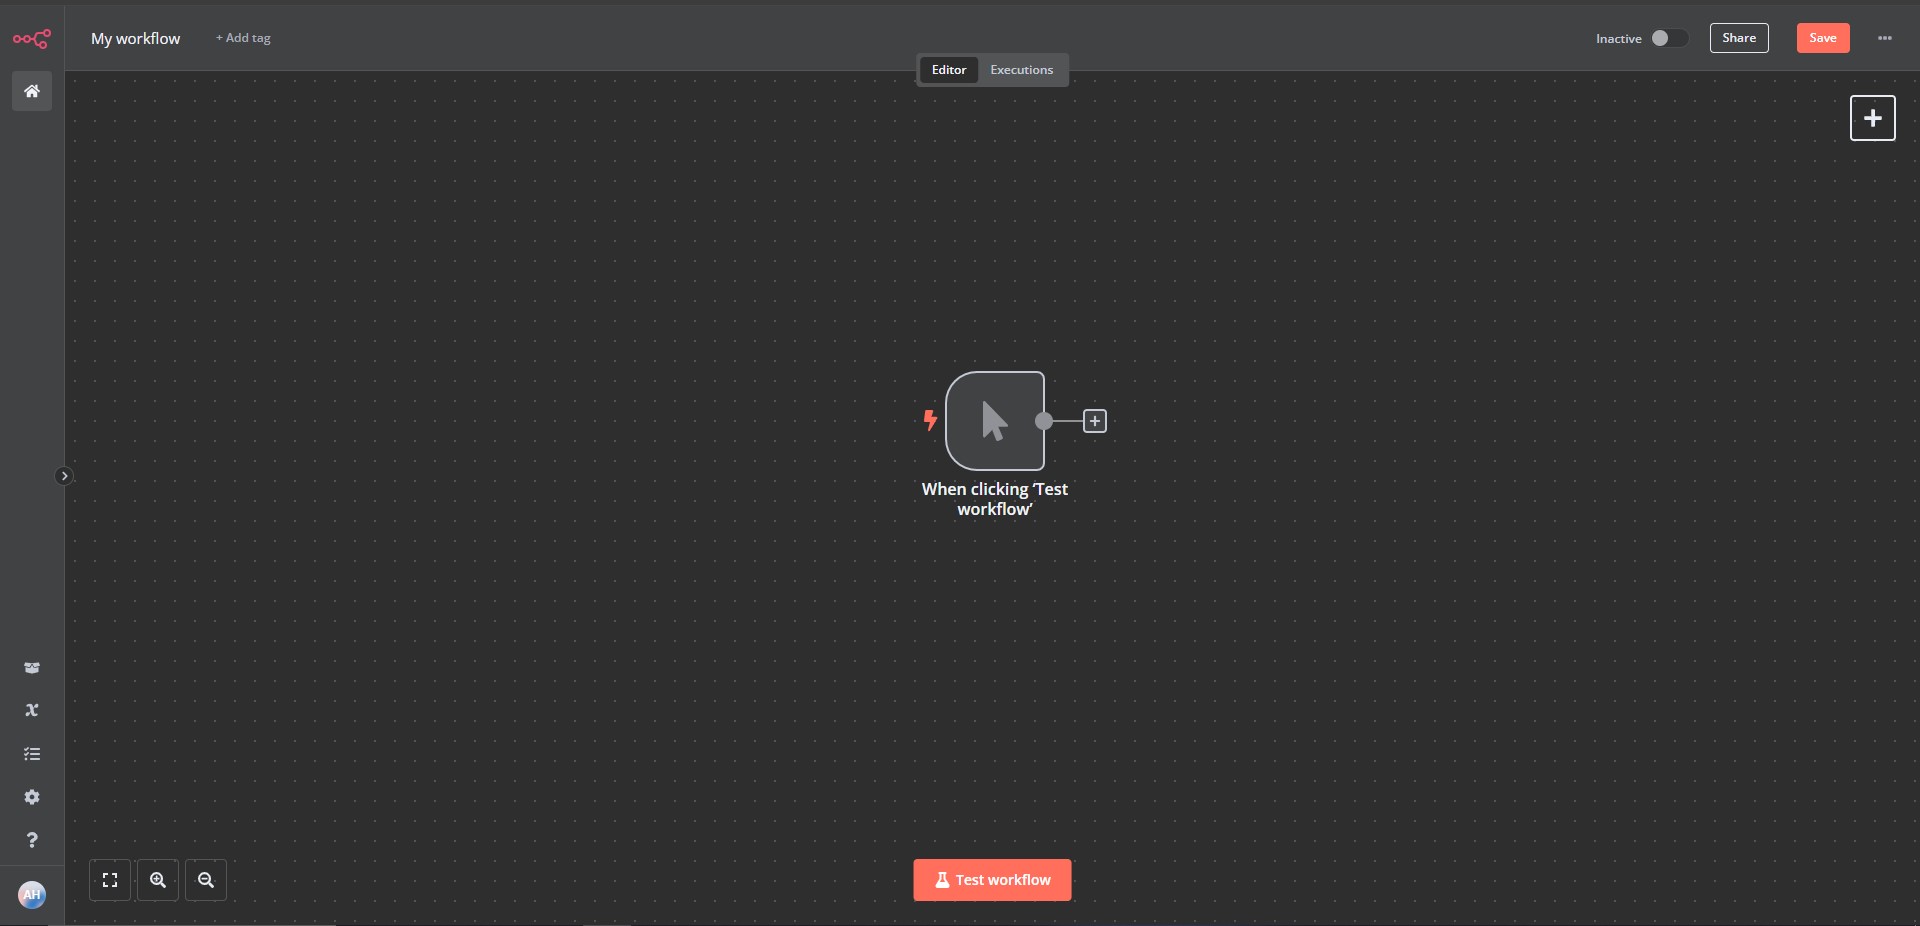 My workflow
+ Add tag
Inactive
Share
Save
Editor
Executions
When clicking ‘Test
workflow’
Test workflow
AH